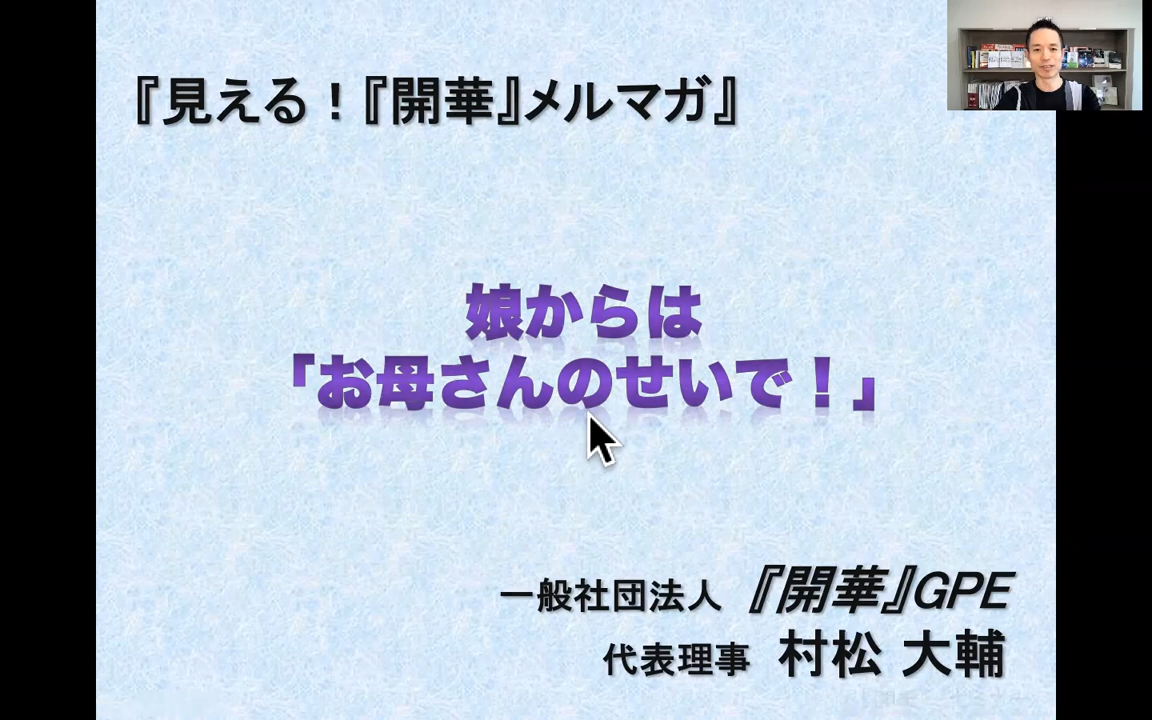 『見える！『開華』メルマガ』
娘からは
「お母さんのせいで！」
一般社団法人 『開華』GPE
代表理事 村松 大輔